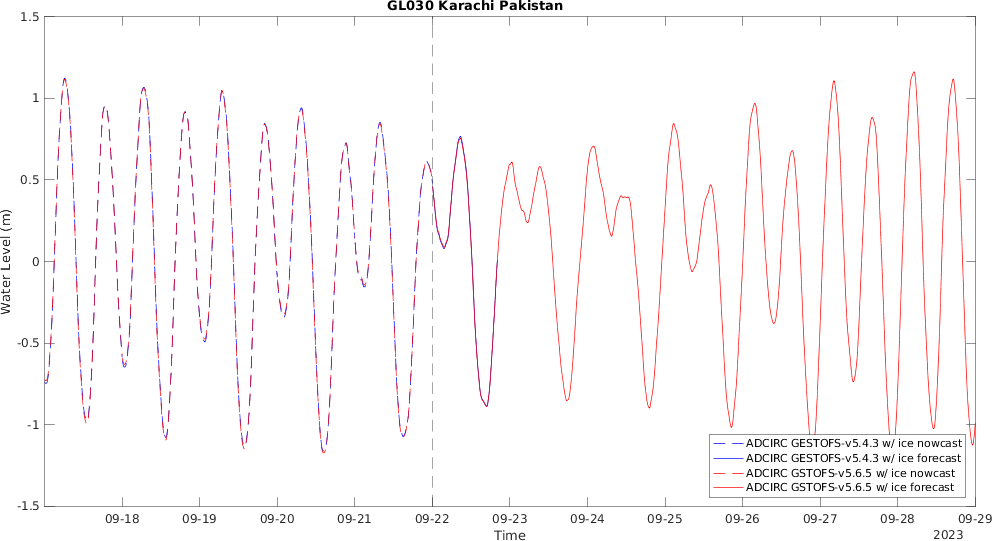 GL030 Karachi Pakistan
1.5
1
0.5
0
-0.5
-1
-1.5
Water Level (m)
ADCIRC GESTOFS-v5.4.3 w/ ice nowcast
ADCIRC GESTOFS-v5.4.3 w/ ice forecast
ADCIRC GSTOFS-v5.6.5 w/ ice nowcast
ADCIRC GSTOFS-v5.6.5 w/ ice forecast
09-18 09-19 09-20 09-21 09-22 09-23 09-24 09-25 09-26 09-27 09-28 09-29
Time
2023